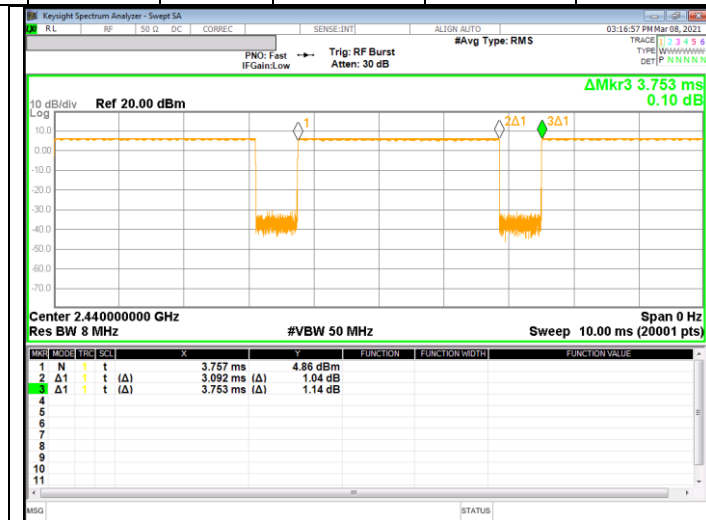 Keysight Spectrum Analyzer - Swept SA
RL RF 50 Ω DC CORREC SENSE:INT ALIGN AUTO 03:16:57 PM Mar 08, 2021
#Avg Type: RMS TRACE 1 2 3 4 5 6
PNO: Fast Trig: RF Burst TYPE W
IFGain:Low Atten: 30 dB DET P N N N N N
ΔMkr3 3.753 ms
0.10 dB
10 dB/div Ref 20.00 dBm
Log
1 2Δ1 3Δ1
10.0
0.00
-10.0
-20.0
-30.0
-40.0
-50.0
-60.0
-70.0
Center 2.440000000 GHz Span 0 Hz
Res BW 8 MHz #VBW 50 MHz Sweep 10.00 ms (20001 pts)
MKR MODE TRC SCL X Y FUNCTION FUNCTION WIDTH FUNCTION VALUE
1 N 1 t 3.757 ms 4.86 dBm
2 Δ1 1 t (Δ) 3.092 ms (Δ) 1.04 dB
3 Δ1 1 t (Δ) 3.753 ms (Δ) 1.14 dB
4
5
6
7
8
9
10
11
MSG STATUS